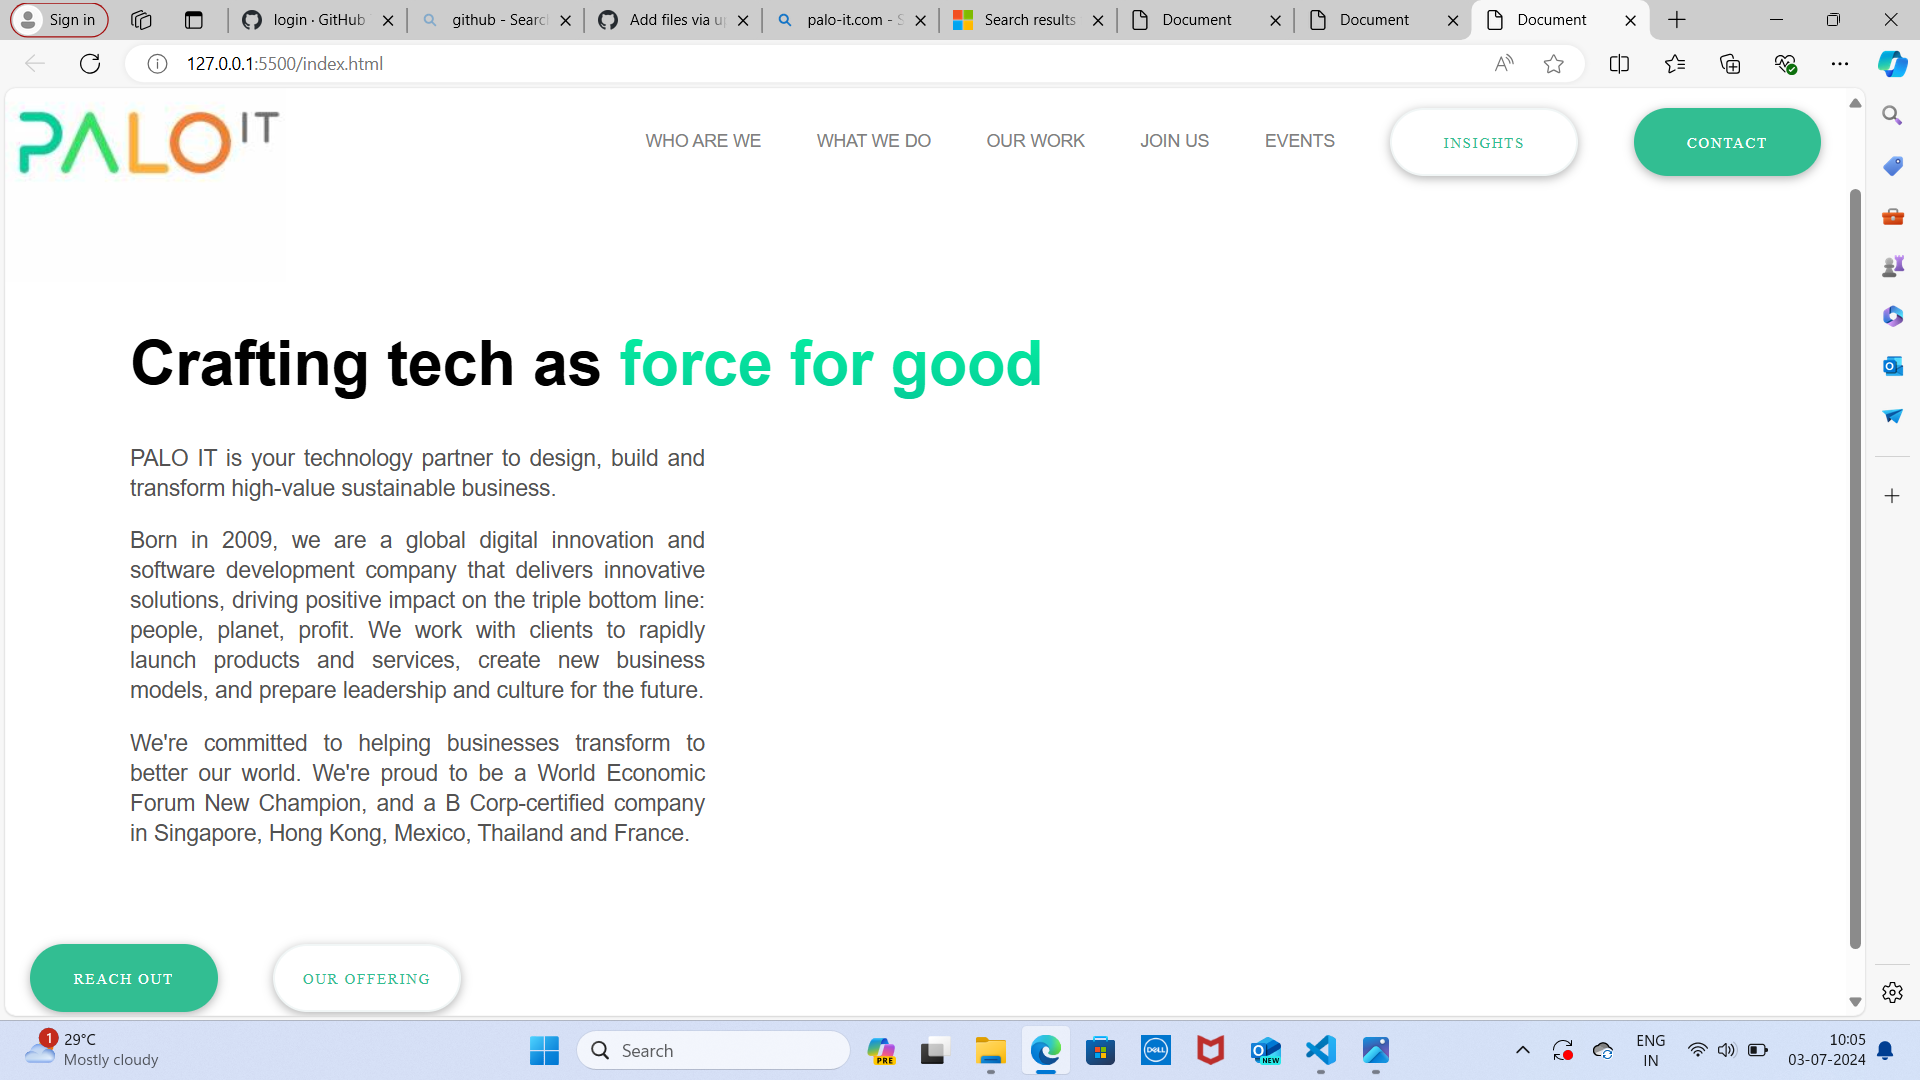 Sign in
login · GitHub
github - Searc
Add files via u
palo-it.com - S
Search results
Document
Document
Document
127.0.0.1:5500/index.html
PALO IT
WHO ARE WE
WHAT WE DO
OUR WORK
JOIN US
EVENTS
INSIGHTS
CONTACT
Crafting tech as force for good
PALO IT is your technology partner to design, build and
transform high-value sustainable business.
Born in 2009, we are a global digital innovation and
software development company that delivers innovative
solutions, driving positive impact on the triple bottom line:
people, planet, profit. We work with clients to rapidly
launch products and services, create new business
models, and prepare leadership and culture for the future.
We're committed to helping businesses transform to
better our world. We're proud to be a World Economic
Forum New Champion, and a B Corp-certified company
in Singapore, Hong Kong, Mexico, Thailand and France.
REACH OUT
OUR OFFERING
1
29°C
Mostly cloudy
Search
PRE
DELL
NEW
ENG
IN
10:05
03-07-2024